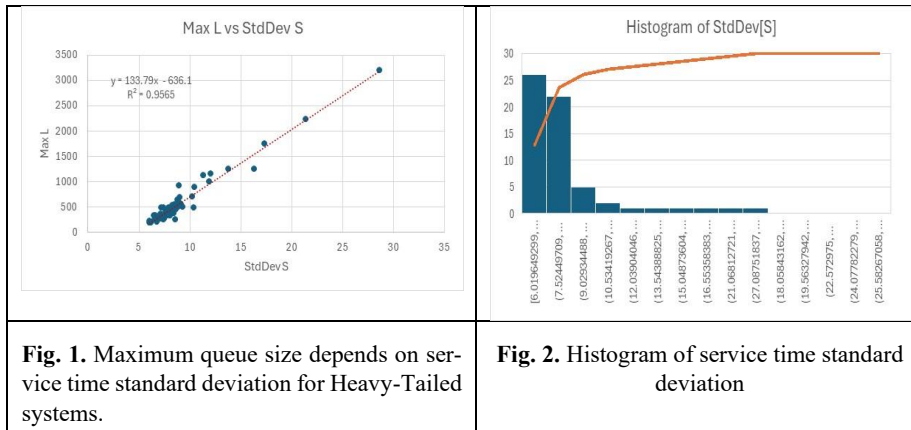 Max L vs StdDev S
3500
3000
2500
2000
1500
1000
500
0
Max L
y = 133.79x - 636.1
R² = 0.9565
0 5 10 15 20 25 30 35
StdDev S
Histogram of StdDev[S]
30
25
20
15
10
5
0
[6.019649299, ...
(7.52449709, ...
(9.02934488, ...
(10.53419267, ...
(12.03904046, ...
(13.54388825, ...
(15.04873604, ...
(16.55358383, ...
(21.06812721, ...
(27.08751837, ...
(18.05843162, ...
(19.56327942, ...
(22.572975, ...
(24.07782279, ...
(25.58267058, ...
Fig. 1. Maximum queue size depends on ser-
vice time standard deviation for Heavy-Tailed
systems.
Fig. 2. Histogram of service time standard
deviation